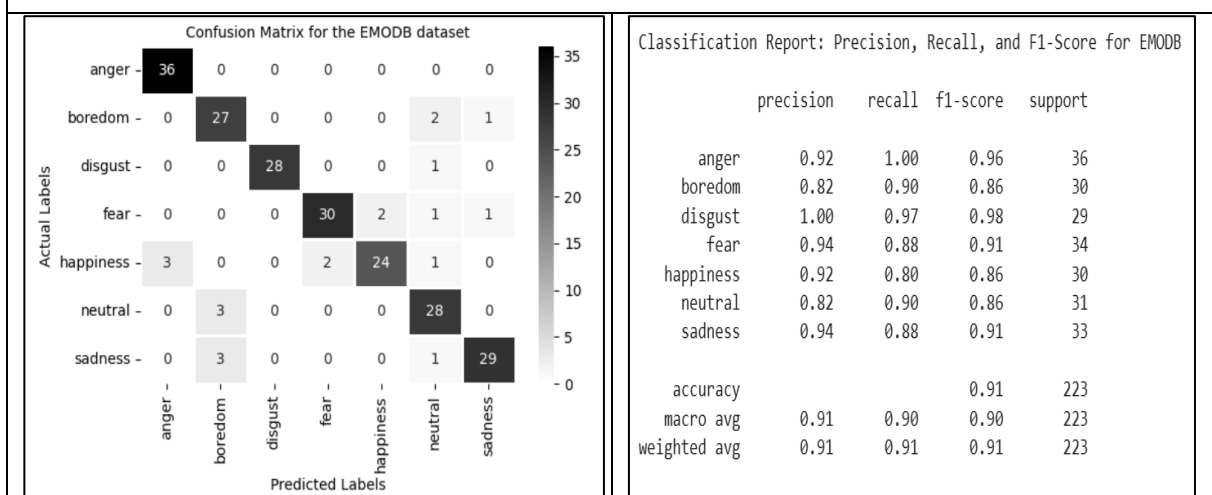 Confusion Matrix for the EMODB dataset
Actual Labels
anger - 36 0 0 0 0 0 0
boredom - 0 27 0 0 0 2 1
disgust - 0 0 28 0 0 1 0
fear - 0 0 0 30 2 1 1
happiness - 3 0 0 2 24 1 0
neutral - 0 3 0 0 0 28 0
sadness - 0 3 0 0 0 1 29
anger boredom disgust fear happiness neutral sadness
Predicted Labels
35
30
25
20
15
10
5
0
Classification Report: Precision, Recall, and F1-Score for EMODB
precision recall f1-score support
anger 0.92 1.00 0.96 36
boredom 0.82 0.90 0.86 30
disgust 1.00 0.97 0.98 29
fear 0.94 0.88 0.91 34
happiness 0.92 0.80 0.86 30
neutral 0.82 0.90 0.86 31
sadness 0.94 0.88 0.91 33
accuracy 0.91 223
macro avg 0.91 0.90 0.90 223
weighted avg 0.91 0.91 0.91 223